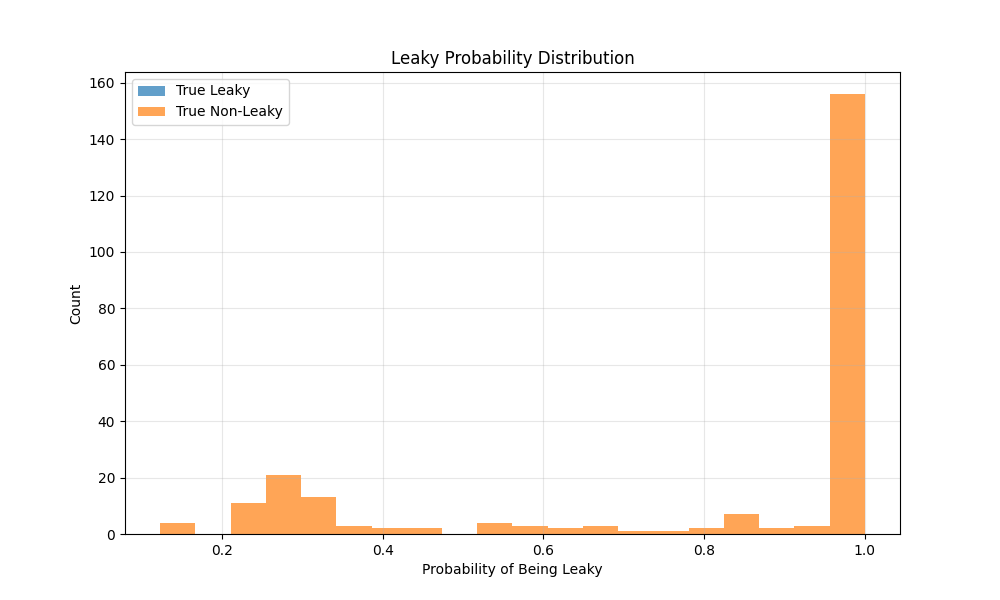 Leaky Probability Distribution
True Leaky
True Non-Leaky
160
140
120
100
80
60
40
20
0
Count
0.2
0.4
0.6
0.8
1.0
Probability of Being Leaky